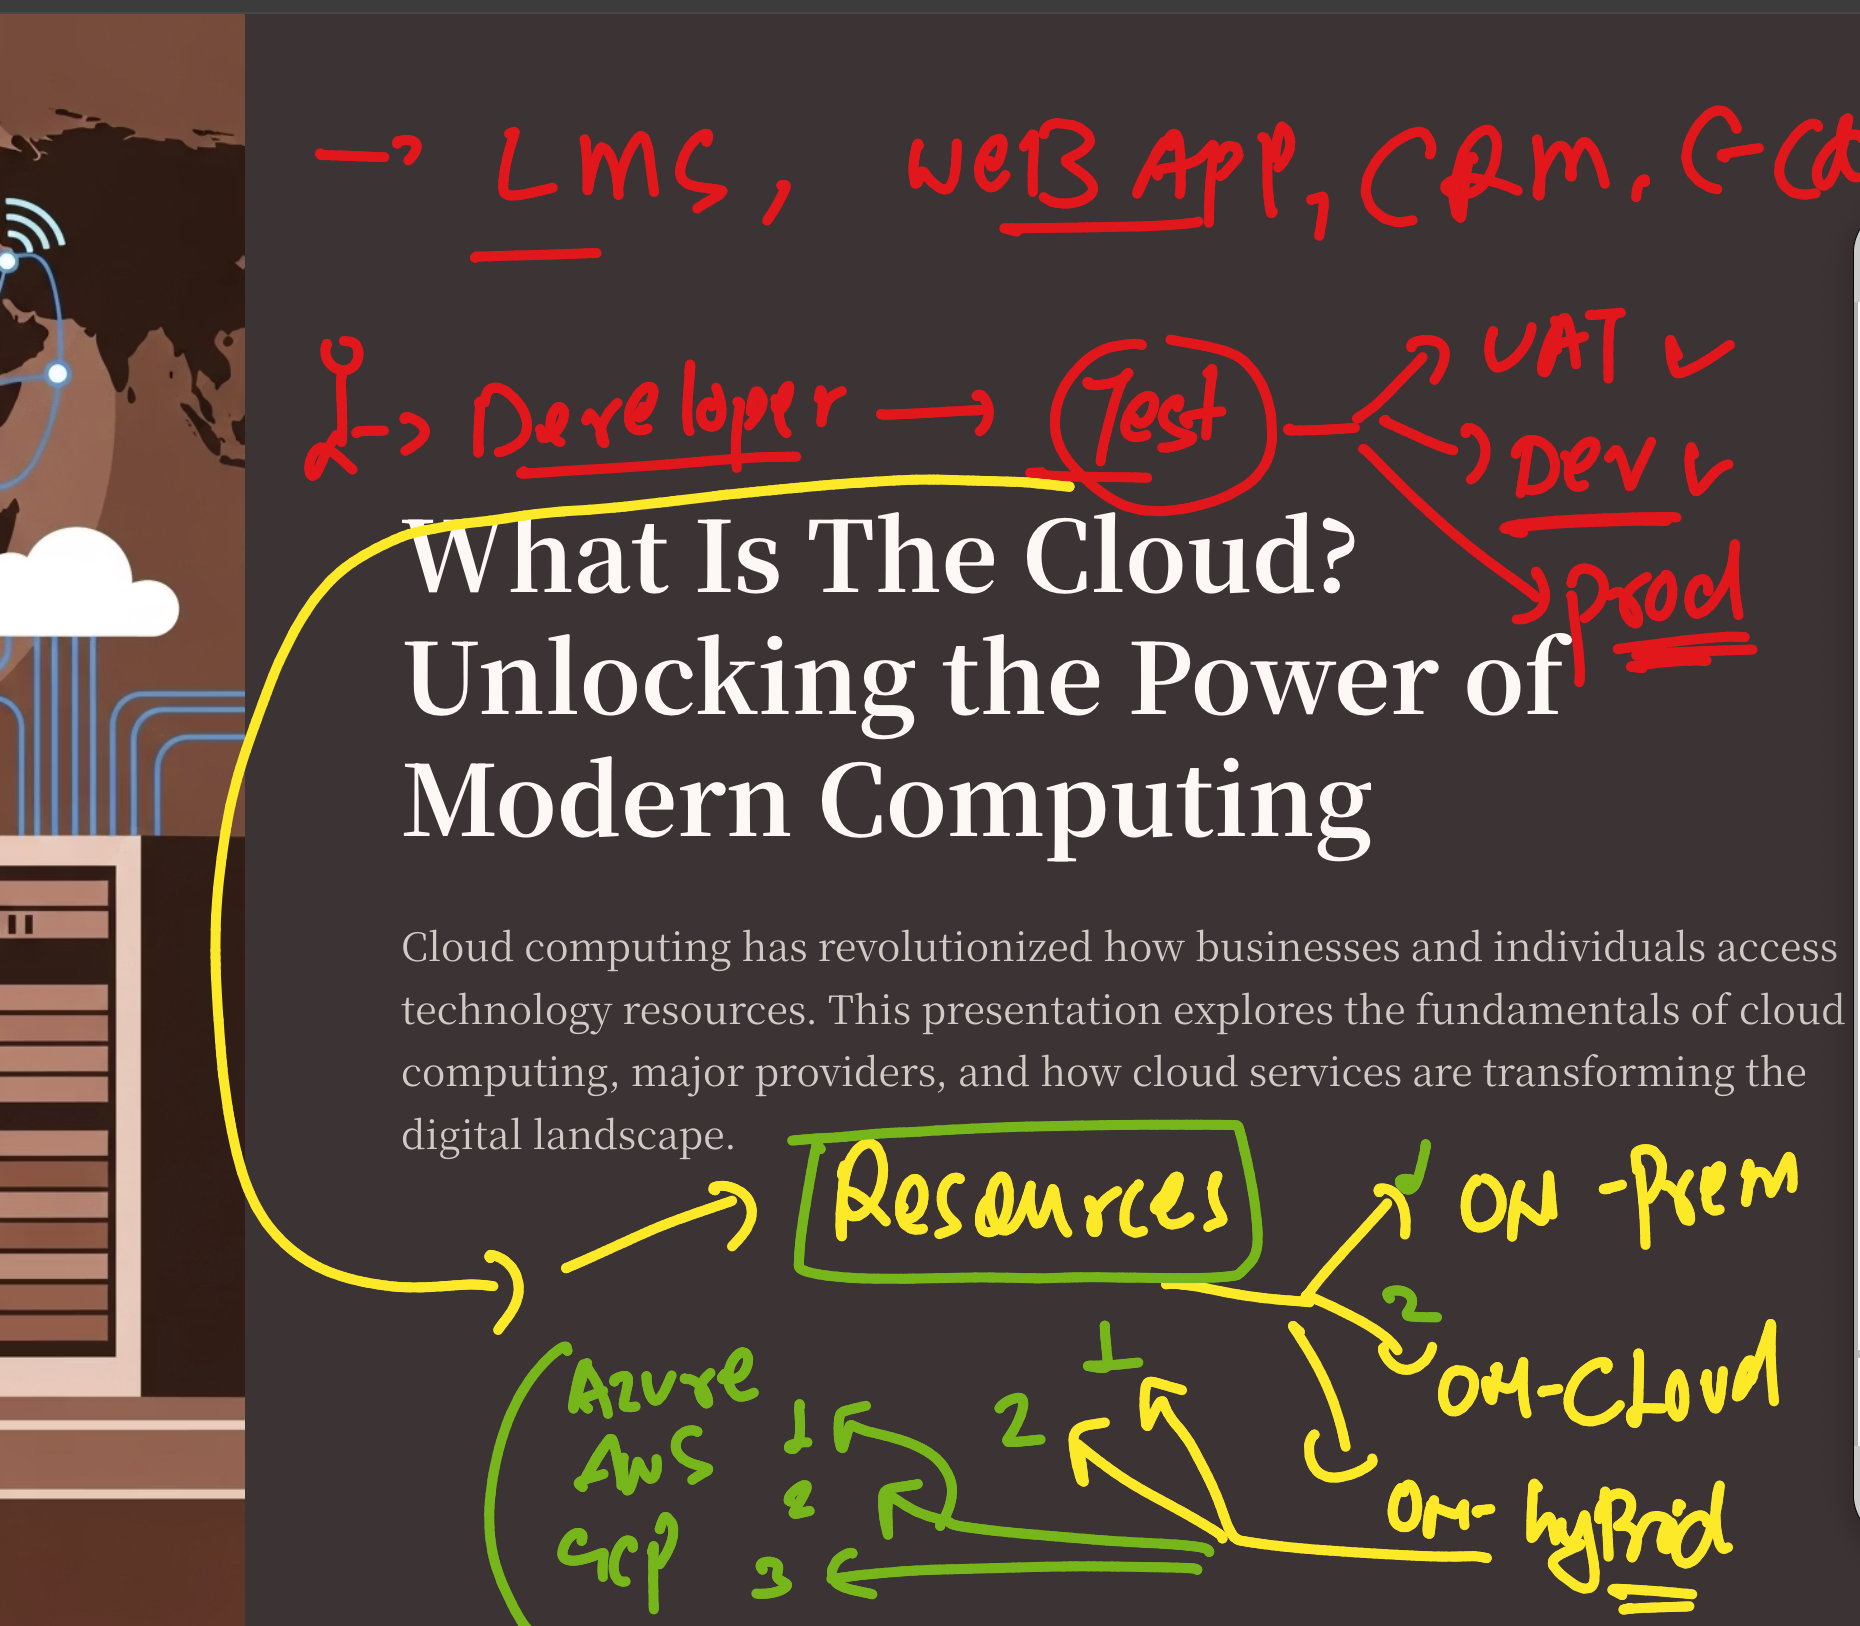 → LMS, WEB App, CRM, E-Co
→ Developer → Test → UAT ✓
Dev ✓
Prod
What Is The Cloud?
Unlocking the Power of
Modern Computing
Cloud computing has revolutionized how businesses and individuals access
technology resources. This presentation explores the fundamentals of cloud
computing, major providers, and how cloud services are transforming the
digital landscape.
Resources
1 ON-Prem
2 ON-CLoud
ON-hyBrid
1
2
Azure 1
AWS 2
GCP 3